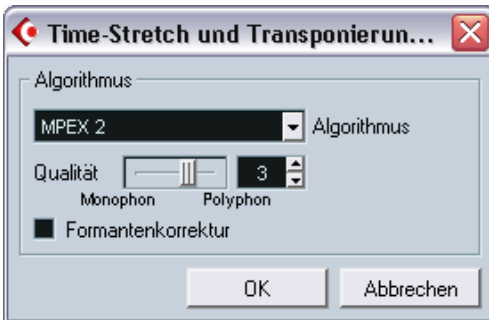 Time-Stretch und Transponierun...
Algorithmus
MPEX 2 Algorithmus
Qualität 3
Monophon Polyphon
Formantenkorrektur
OK Abbrechen